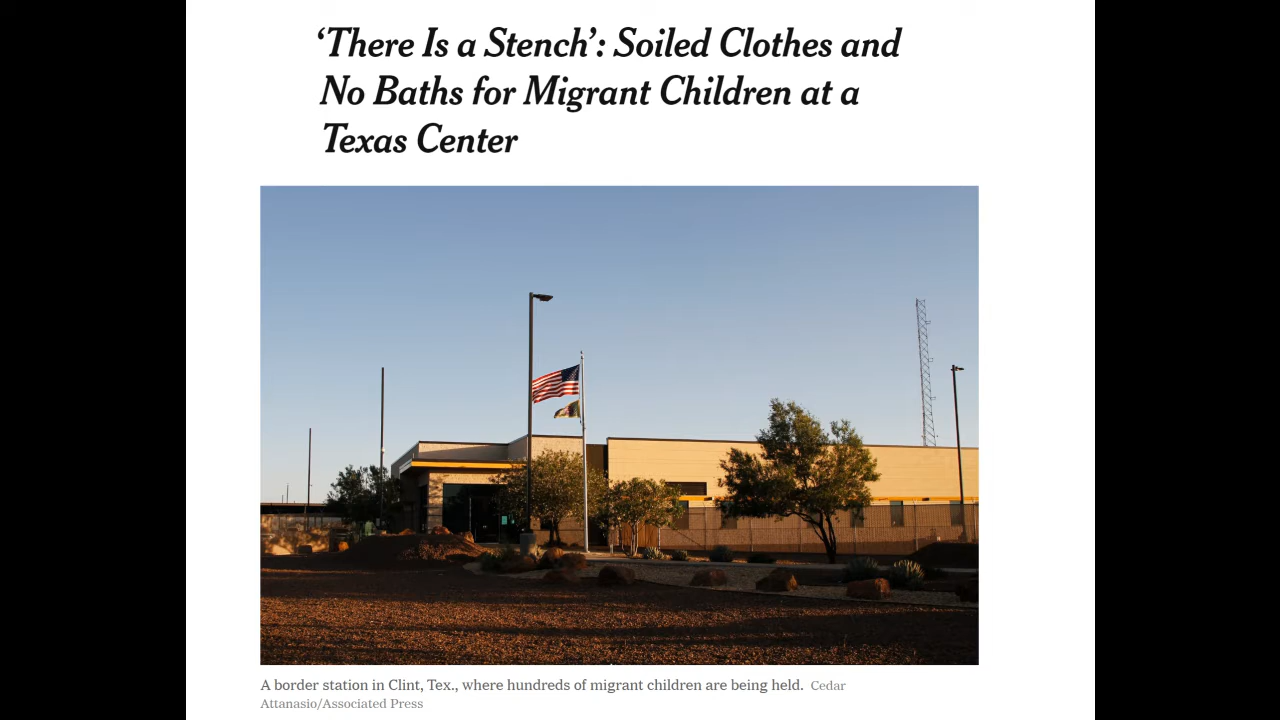 ‘There Is a Stench’: Soiled Clothes and
No Baths for Migrant Children at a
Texas Center
A border station in Clint, Tex., where hundreds of migrant children are being held. Cedar
Attanasio/Associated Press